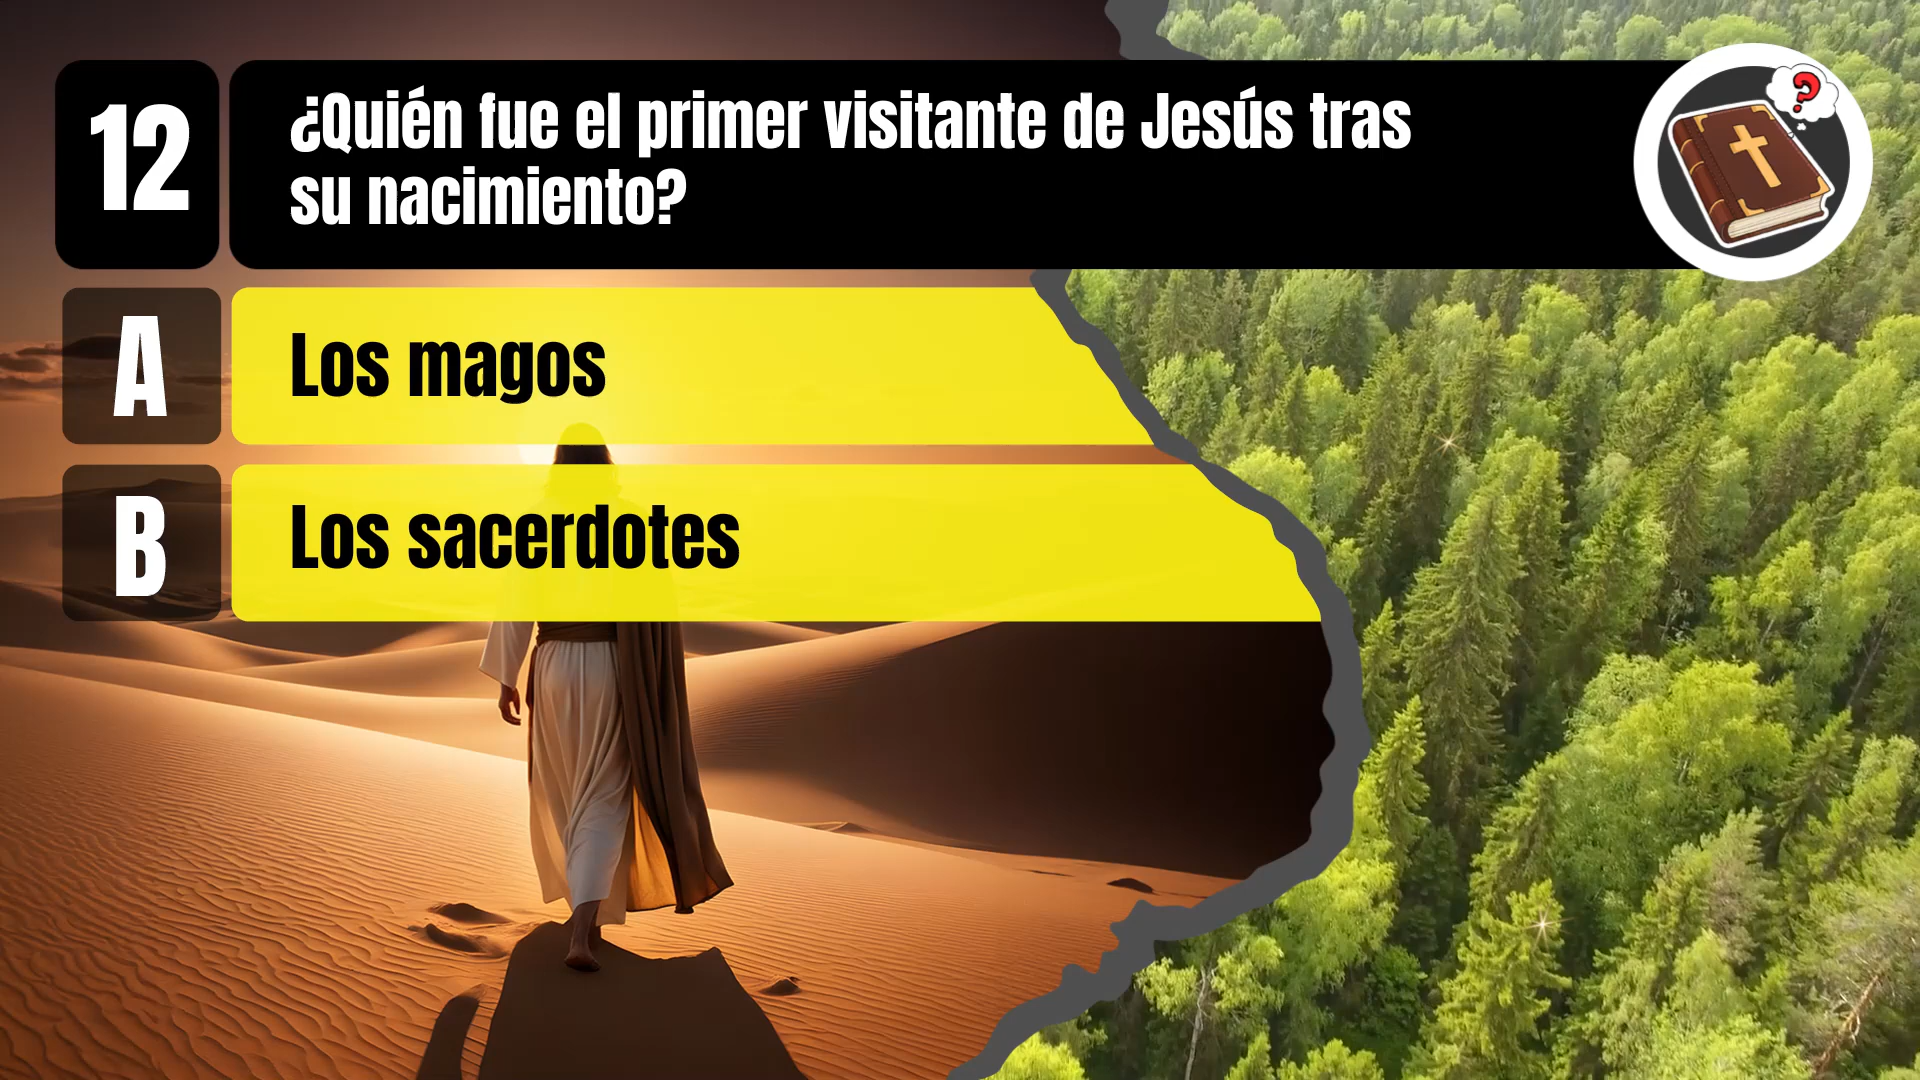 12
¿Quién fue el primer visitante de Jesús tras
su nacimiento?
A
Los magos
B
Los sacerdotes
?